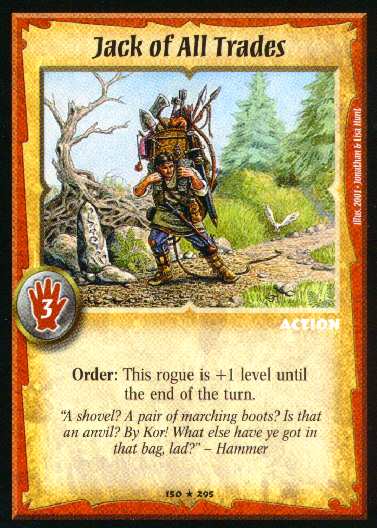 Jack of All Trades
Illus. 2001 • Jonathan & Lisa Hunt
3
ACTION
Order: This rogue is +1 level until
the end of the turn.
“A shovel? A pair of marching boots? Is that
an anvil? By Kor! What else have ye got in
that bag, lad?” – Hammer
150 ★ 295